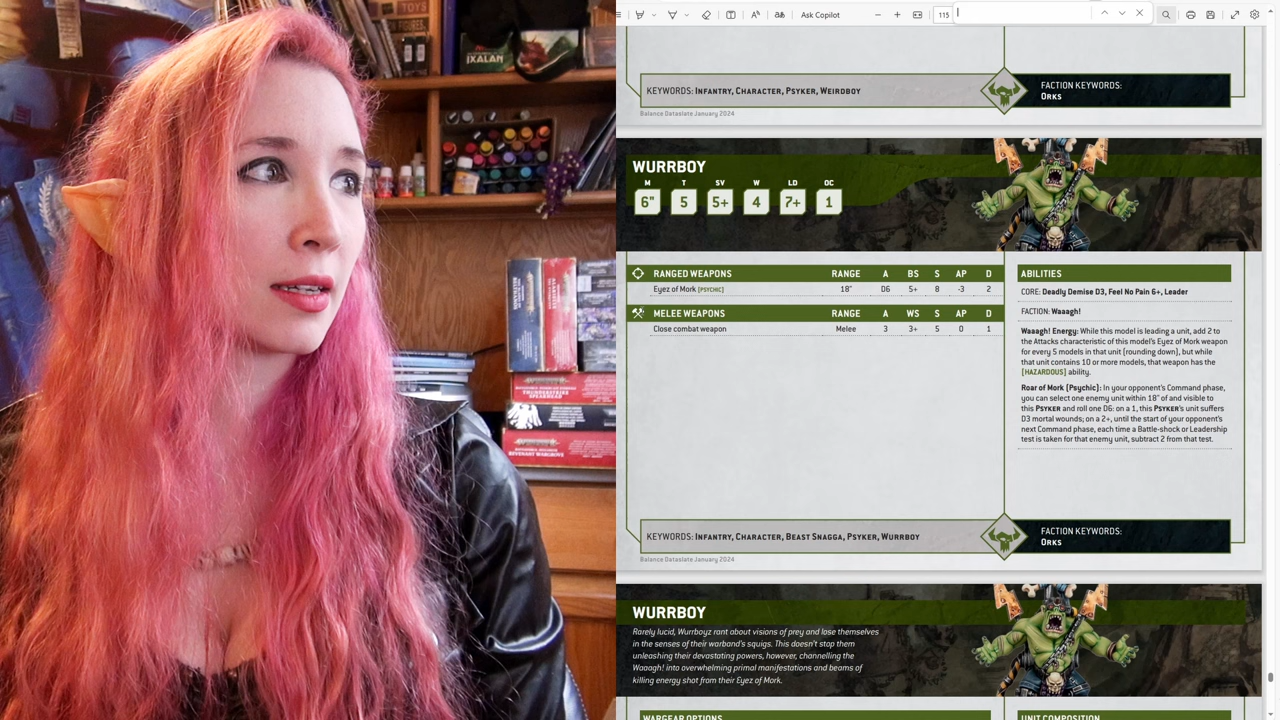 TOYS
IXALAN
Ask Copilot
115
KEYWORDS: INFANTRY, CHARACTER, PSYKER, WEIRDBOY
FACTION KEYWORDS:
ORKS
Balance Dataslate January 2024
WURRBOY
M T SV W LD OC
6" 5 5+ 4 7+ 1
RANGED WEAPONS RANGE A BS S AP D
Eyez of Mork [PSYCHIC] 18" D6 5+ 8 -3 2
MELEE WEAPONS RANGE A WS S AP D
Close combat weapon Melee 3 3+ 5 0 1
ABILITIES
CORE: Deadly Demise D3, Feel No Pain 6+, Leader
FACTION: Waaagh!
Waaagh! Energy: While this model is leading a unit, add 2 to
the Attacks characteristic of this model's Eyez of Mork weapon
for every 5 models in that unit (rounding down), but while
that unit contains 10 or more models, that weapon has the
[HAZARDOUS] ability.
Roar of Mork (Psychic): In your opponent's Command phase,
you can select one enemy unit within 18" of and visible to
this PSYKER and roll one D6: on a 1, this PSYKER's unit suffers
D3 mortal wounds; on a 2+, until the start of your opponent's
next Command phase, each time a Battle-shock or Leadership
test is taken for that enemy unit, subtract 2 from that test.
KEYWORDS: INFANTRY, CHARACTER, BEAST SNAGGA, PSYKER, WURRBOY
FACTION KEYWORDS:
ORKS
Balance Dataslate January 2024
WURRBOY
Rarely lucid, Wurrboyz rant about visions of prey and lose themselves
in the senses of their warband's squigs. This doesn't stop them
unleashing their devastating powers, however, channelling the
Waaagh! into overwhelming primal manifestations and beams of
killing energy shot from their Eyez of Mork.
WARGEAR OPTIONS
UNIT COMPOSITION